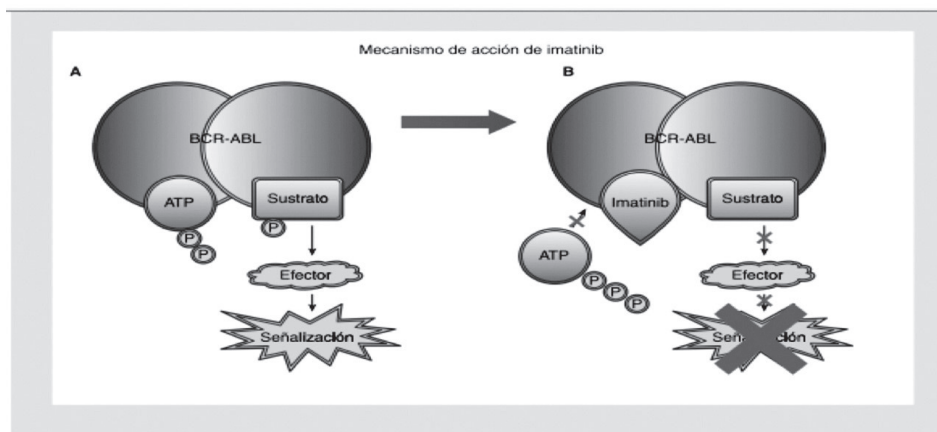 Mecanismo de acción de imatinib
A
BCR-ABL
ATP
Sustrato
P
P
P
Efector
Señalización
B
BCR-ABL
Imatinib
Sustrato
ATP
P
P
P
Efector